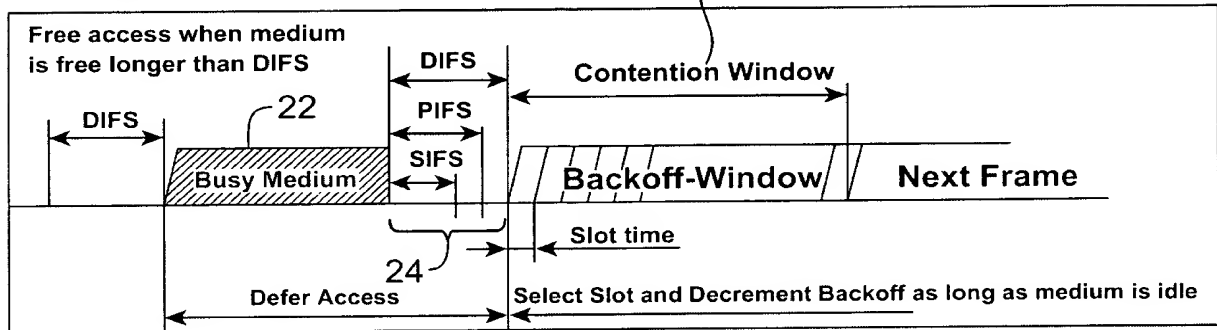 Free access when medium
is free longer than DIFS
DIFS
Contention Window
DIFS
22
PIFS
SIFS
Busy Medium
Backoff-Window
Next Frame
Slot time
24
Defer Access
Select Slot and Decrement Backoff as long as medium is idle